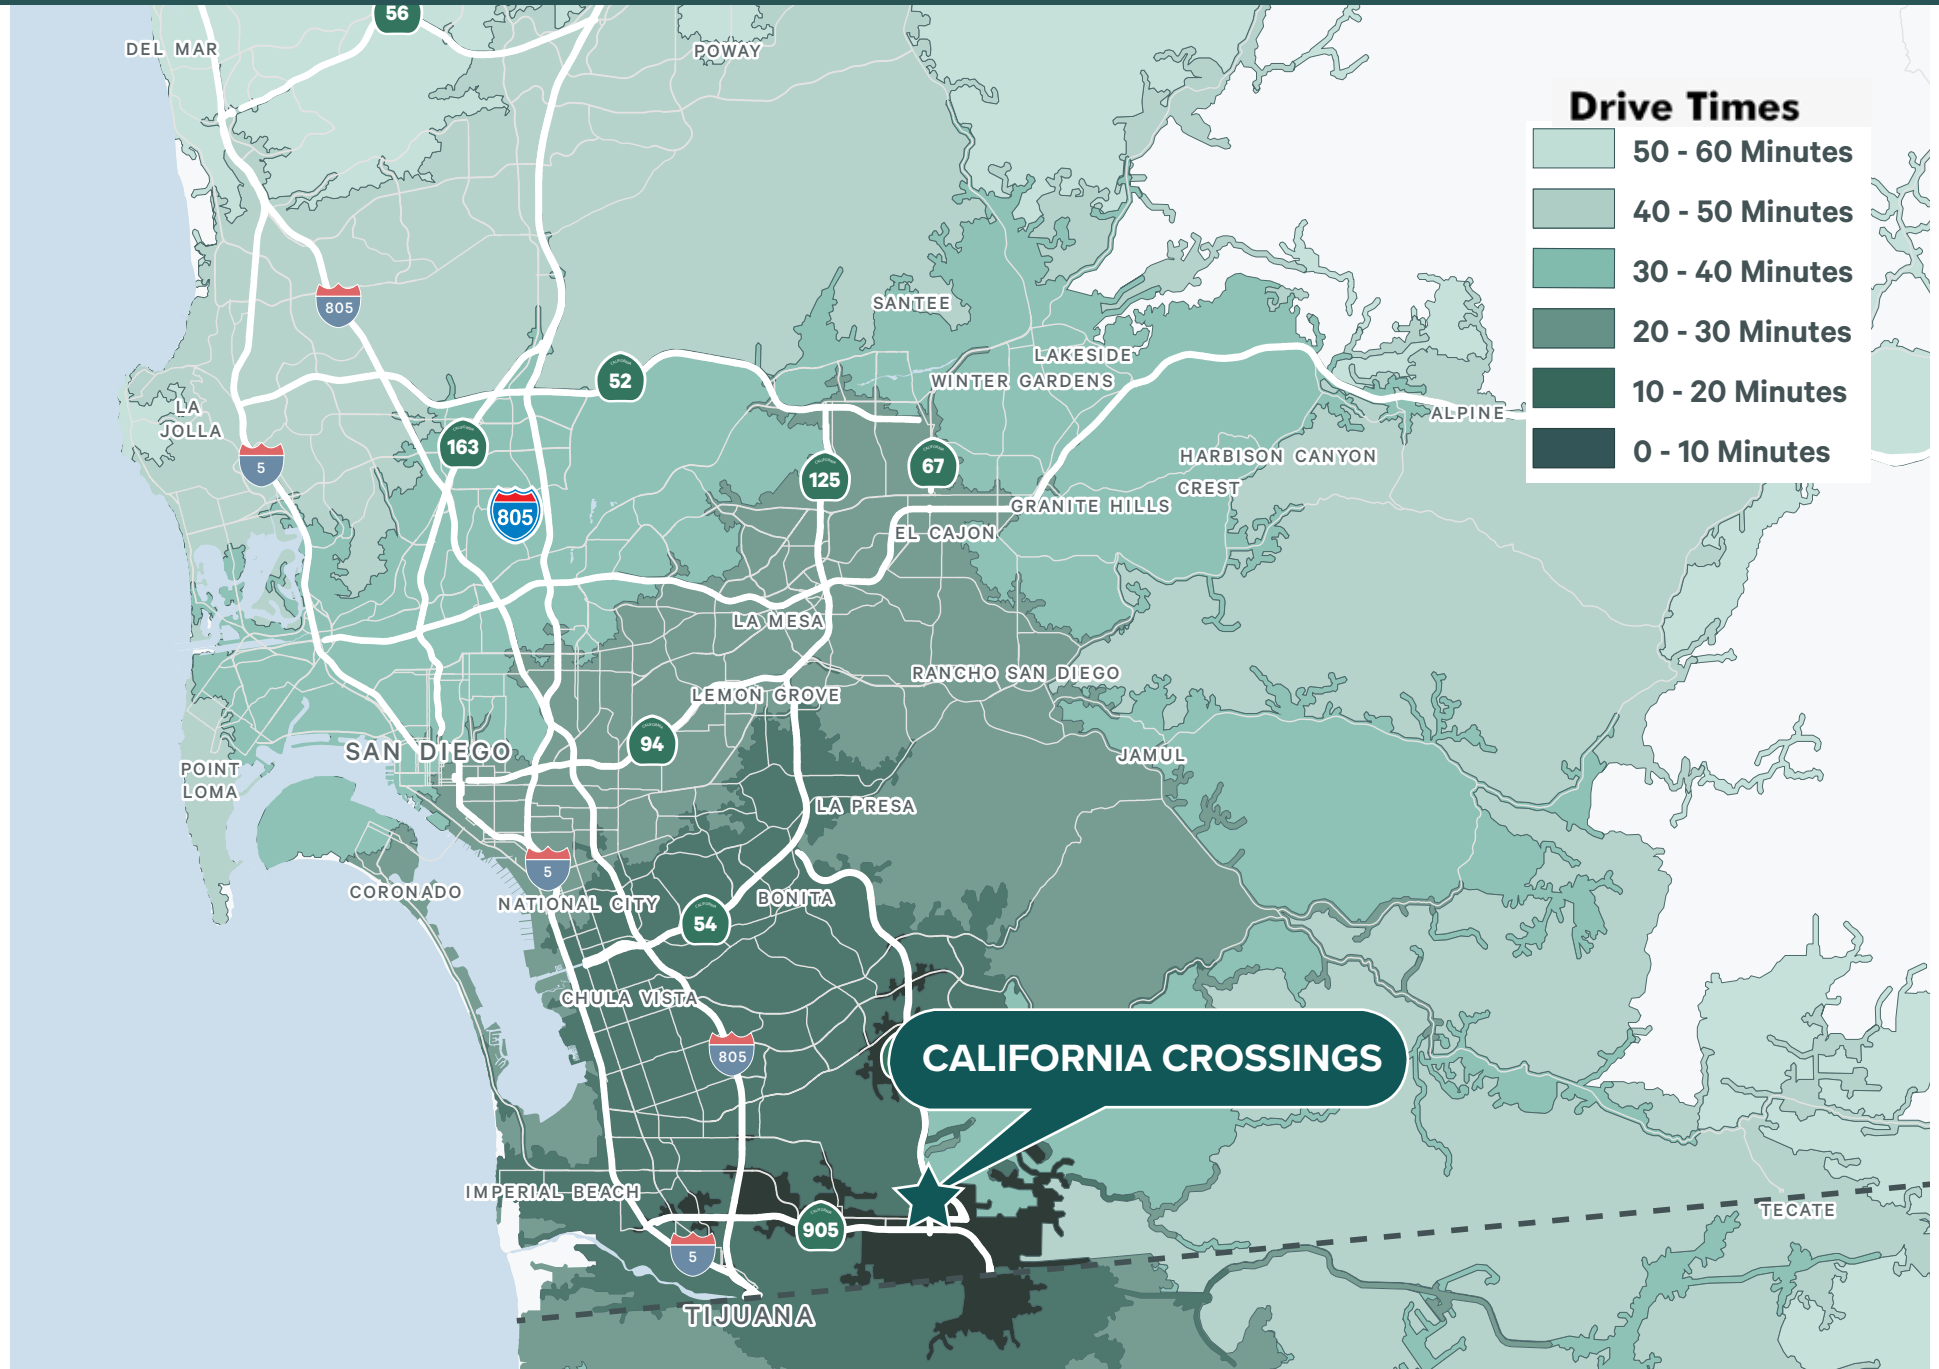 56
DEL MAR
POWAY
Drive Times
50 - 60 Minutes
40 - 50 Minutes
30 - 40 Minutes
20 - 30 Minutes
10 - 20 Minutes
0 - 10 Minutes
805
SANTEE
LAKESIDE
WINTER GARDENS
52
LA
JOLLA
ALPINE
163
5
125
67
HARBISON CANYON
CREST
805
GRANITE HILLS
EL CAJON
LA MESA
RANCHO SAN DIEGO
LEMON GROVE
94
SAN DIEGO
JAMUL
POINT
LOMA
LA PRESA
5
CORONADO
NATIONAL CITY
BONITA
54
CHULA VISTA
805
CALIFORNIA CROSSINGS
IMPERIAL BEACH
TECATE
905
5
TIJUANA